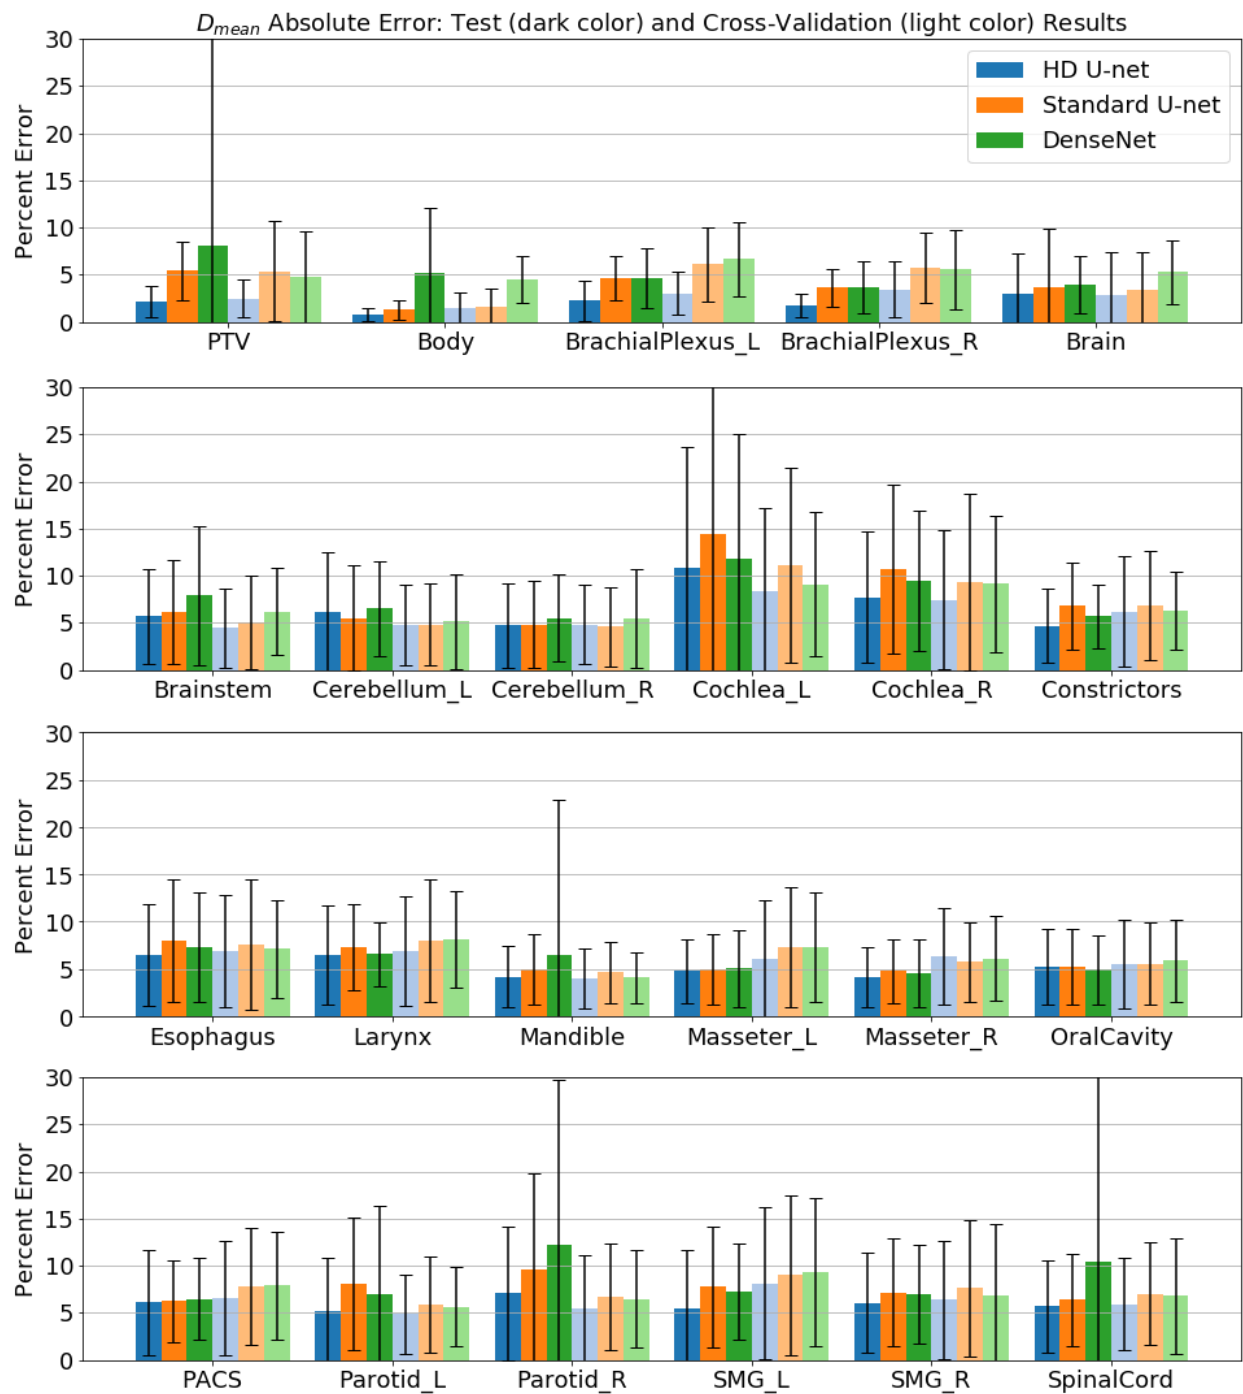 D_mean Absolute Error: Test (dark color) and Cross-Validation (light color) Results
30
25
20
15
10
5
0
Percent Error
HD U-net
Standard U-net
DenseNet
PTV Body BrachialPlexus_L BrachialPlexus_R Brain
30
25
20
15
10
5
0
Percent Error
Brainstem Cerebellum_L Cerebellum_R Cochlea_L Cochlea_R Constrictors
30
25
20
15
10
5
0
Percent Error
Esophagus Larynx Mandible Masseter_L Masseter_R OralCavity
30
25
20
15
10
5
0
Percent Error
PACS Parotid_L Parotid_R SMG_L SMG_R SpinalCord